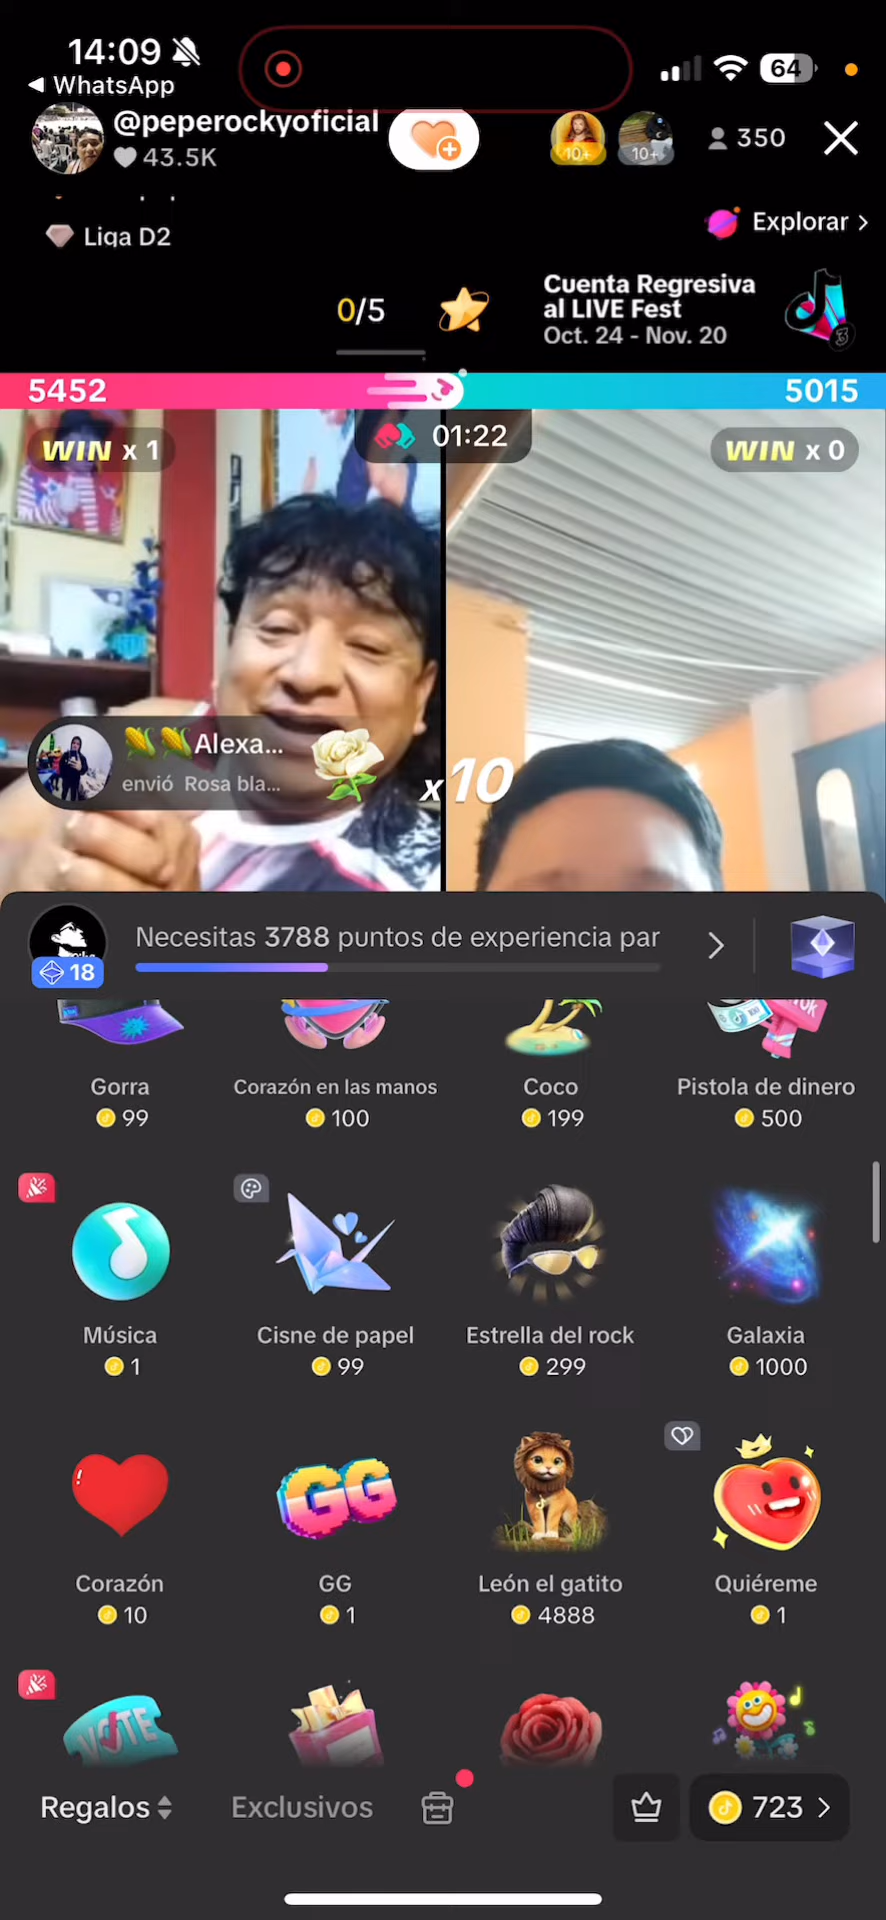 14:09
64
WhatsApp
@peperockyoficial
43.5K
10+
10+
350
Liga D2
Explorar
0/5
Cuenta Regresiva
al LIVE Fest
Oct. 24 - Nov. 20
3
5452
5015
WIN x 1
01:22
WIN x 0
Alexa...
envió Rosa bla...
x10
Necesitas 3788 puntos de experiencia par
18
Gorra
99
Corazón en las manos
100
Coco
199
Pistola de dinero
500
Música
1
Cisne de papel
99
Estrella del rock
299
Galaxia
1000
GG
Corazón
10
GG
1
León el gatito
4888
Quiéreme
1
VOTE
Regalos
Exclusivos
723